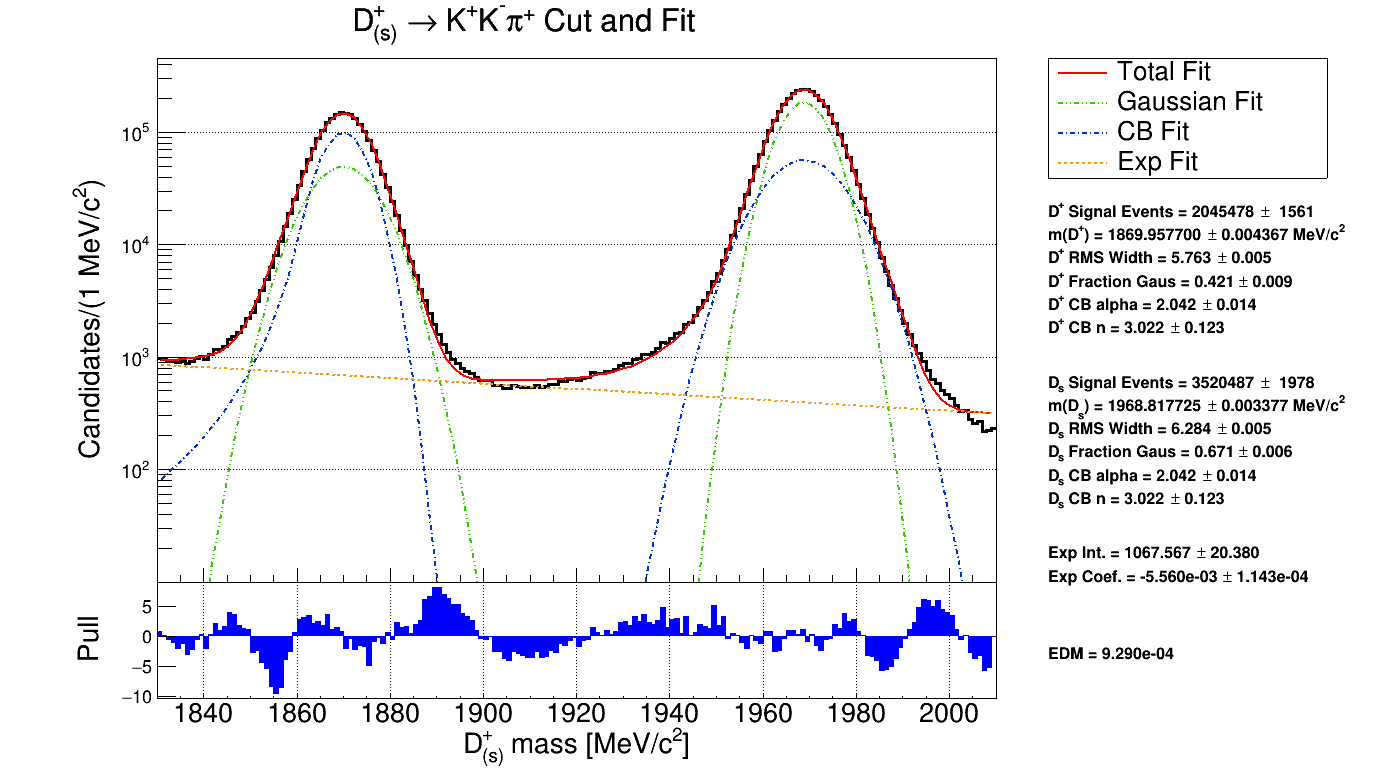 D⁺₍ₛ₎ → K⁺K⁻π⁺ Cut and Fit
Candidates/(1 MeV/c²)
10⁵
10⁴
10³
10²
Total Fit
Gaussian Fit
CB Fit
Exp Fit
D⁺ Signal Events = 2045478 ± 1561
m(D⁺) = 1869.957700 ± 0.004367 MeV/c²
D⁺ RMS Width = 5.763 ± 0.005
D⁺ Fraction Gaus = 0.421 ± 0.009
D⁺ CB alpha = 2.042 ± 0.014
D⁺ CB n = 3.022 ± 0.123
Dₛ Signal Events = 3520487 ± 1978
m(Dₛ) = 1968.817725 ± 0.003377 MeV/c²
Dₛ RMS Width = 6.284 ± 0.005
Dₛ Fraction Gaus = 0.671 ± 0.006
Dₛ CB alpha = 2.042 ± 0.014
Dₛ CB n = 3.022 ± 0.123
Exp Int. = 1067.567 ± 20.380
Exp Coef. = -5.560e-03 ± 1.143e-04
EDM = 9.290e-04
Pull
5
0
−5
−10
1840 1860 1880 1900 1920 1940 1960 1980 2000
D⁺₍ₛ₎ mass [MeV/c²]